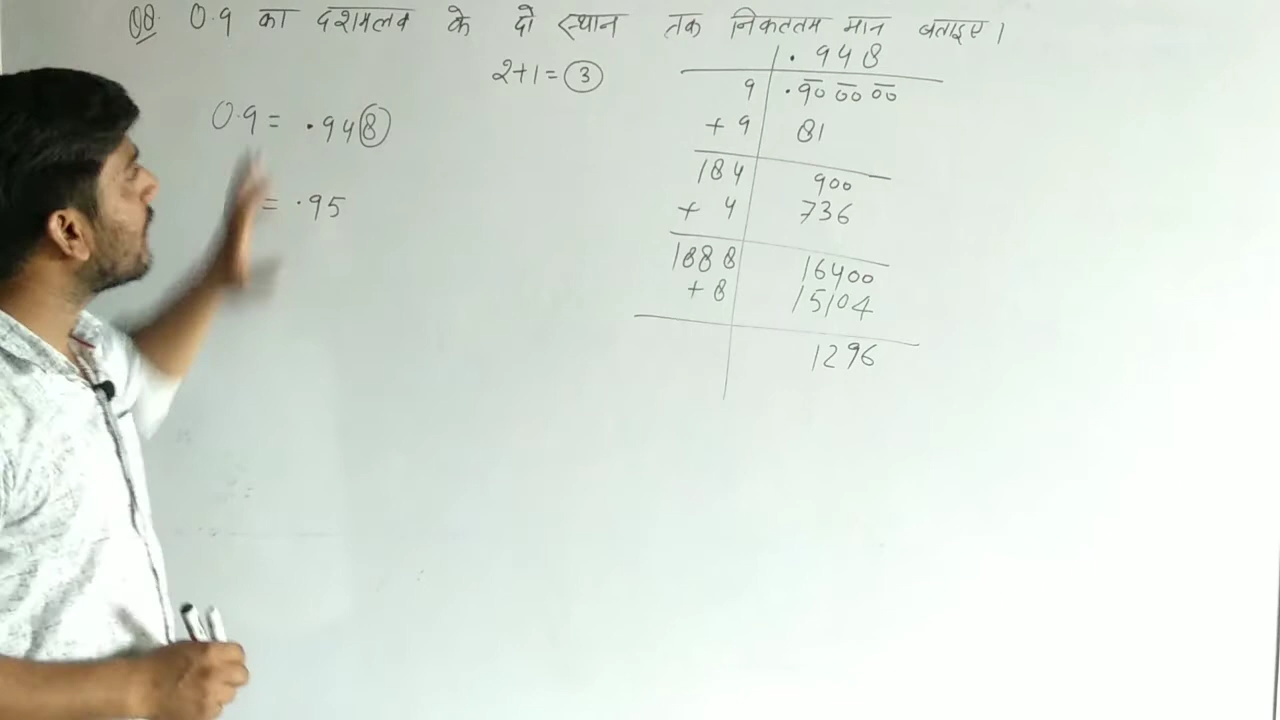 Q8. 0.9 का दशमलव के दो स्थान तक निकटतम मान बताइए।
2+1=3
0.9= .948
= .95
.948
9 .90 00 00
+ 9 81
184 900
+ 4 736
1888 16400
+ 8 15104
1296